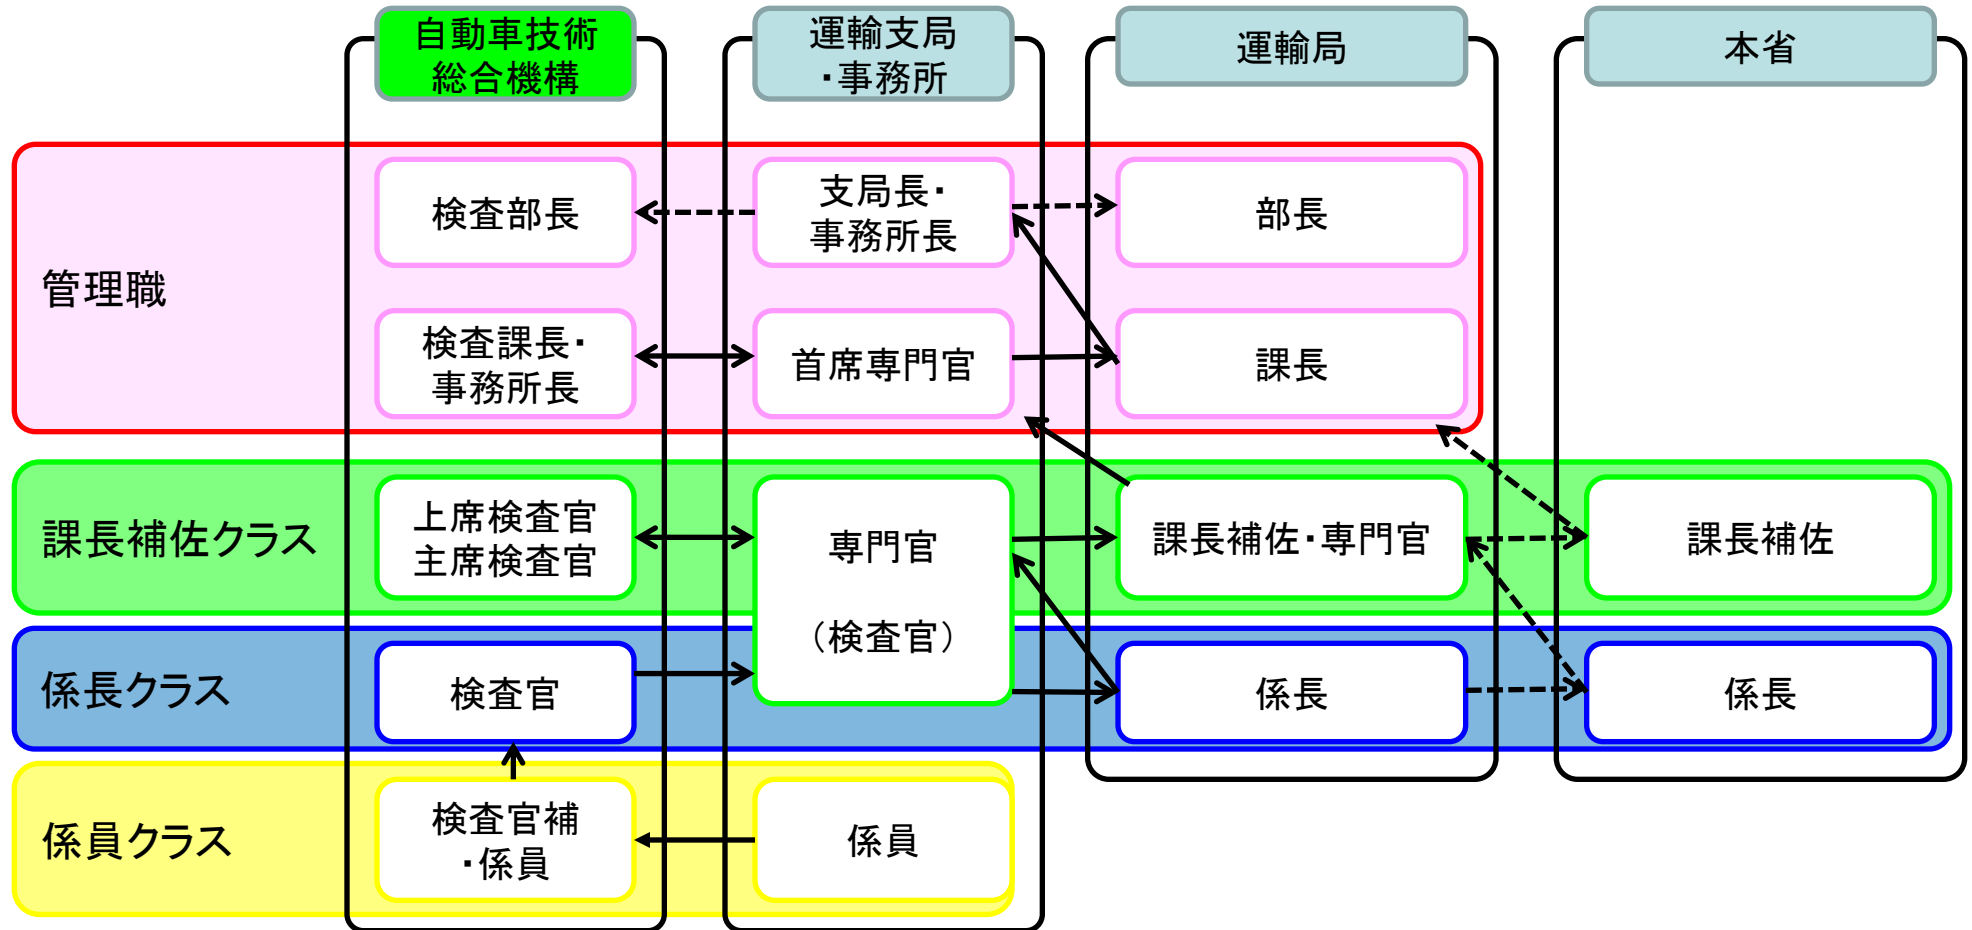 自動車技術
総合機構
運輸支局
・事務所
運輸局
本省
管理職
検査部長
支局長・
事務所長
部長
検査課長・
事務所長
首席専門官
課長
課長補佐クラス
上席検査官
主席検査官
専門官
（検査官）
課長補佐・専門官
課長補佐
係長クラス
検査官
係長
係長
係員クラス
検査官補
・係員
係員